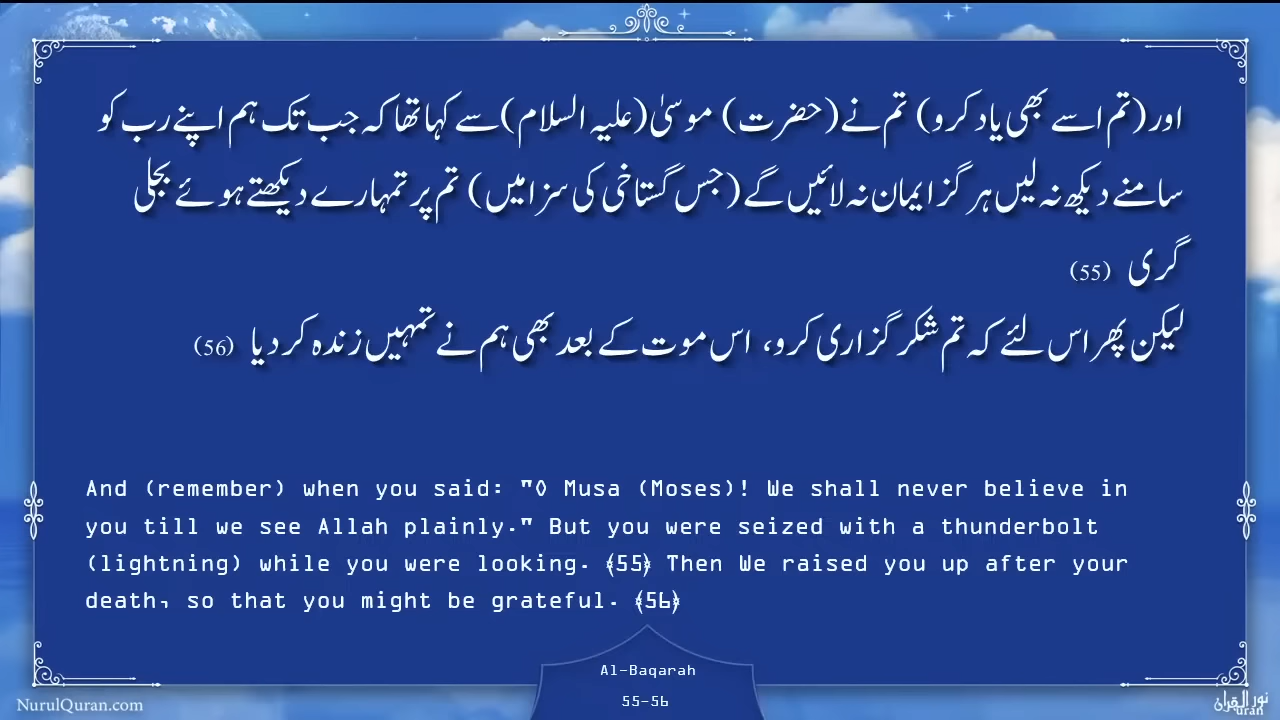 اور(تم اسے بھی یاد کرو) تم نے(حضرت) موسیٰ(علیہ السلام)سے کہا تھا کہ جب تک ہم اپنے رب کو
سامنے دیکھ نہ لیں ہرگز ایمان نہ لائیں گے(جس گستاخی کی سزا میں) تم پر تمہارے دیکھتے ہوئے بجلی
گری (55)
لیکن پھر اس لئے کہ تم شکر گزاری کرو، اس موت کے بعد بھی ہم نے تمہیں زندہ کر دیا (56)
And (remember) when you said: "O Musa (Moses)! We shall never believe in
you till we see Allah plainly." But you were seized with a thunderbolt
(lightning) while you were looking. ﴾55﴿ Then We raised you up after your
death, so that you might be grateful. ﴾56﴿
Al-Baqarah
55-56
NurulQuran.com
نور القرآن